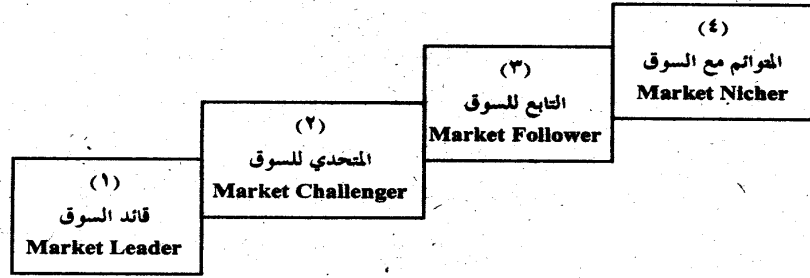 (٤)
المتوائم مع السوق
Market Nicher
(٣)
التابع للسوق
Market Follower
(٢)
المتحدي للسوق
Market Challenger
(١)
قائد السوق
Market Leader